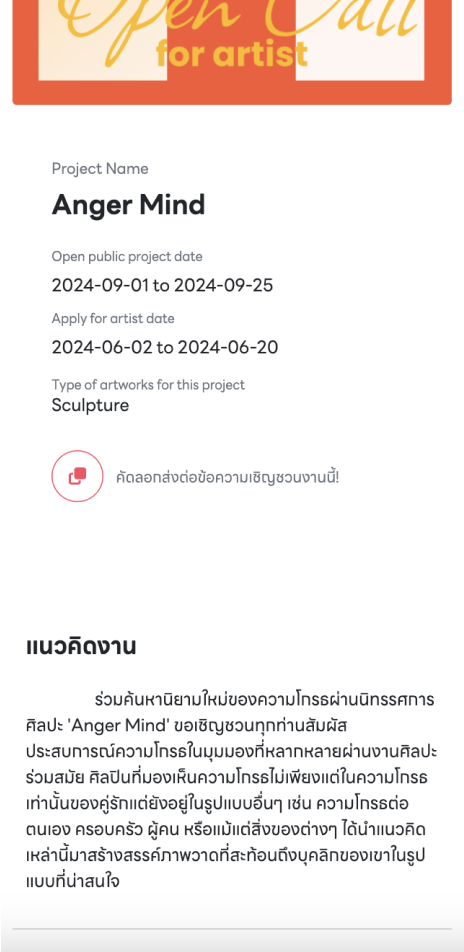 Open Call
for artist
Project Name
Anger Mind
Open public project date
2024-09-01 to 2024-09-25
Apply for artist date
2024-06-02 to 2024-06-20
Type of artworks for this project
Sculpture
คัดลอกส่งต่อข้อความเชิญชวนงานนี้!
แนวคิดงาน
ร่วมค้นหานิยามใหม่ของความโกรธผ่านนิทรรศการ
ศิลปะ 'Anger Mind' ขอเชิญชวนทุกท่านสัมผัส
ประสบการณ์ความโกรธในมุมมองที่หลากหลายผ่านงานศิลปะ
ร่วมสมัย ศิลปินที่มองเห็นความโกรธไม่เพียงแต่ในความโกรธ
เท่านั้นของคู่รักแต่ยังอยู่ในรูปแบบอื่นๆ เช่น ความโกรธต่อ
ตนเอง ครอบครัว ผู้คน หรือแม้แต่สิ่งของต่างๆ ได้นำแนวคิด
เหล่านี้มาสร้างสรรค์ภาพวาดที่สะท้อนถึงบุคลิกของเขาในรูป
แบบที่น่าสนใจ